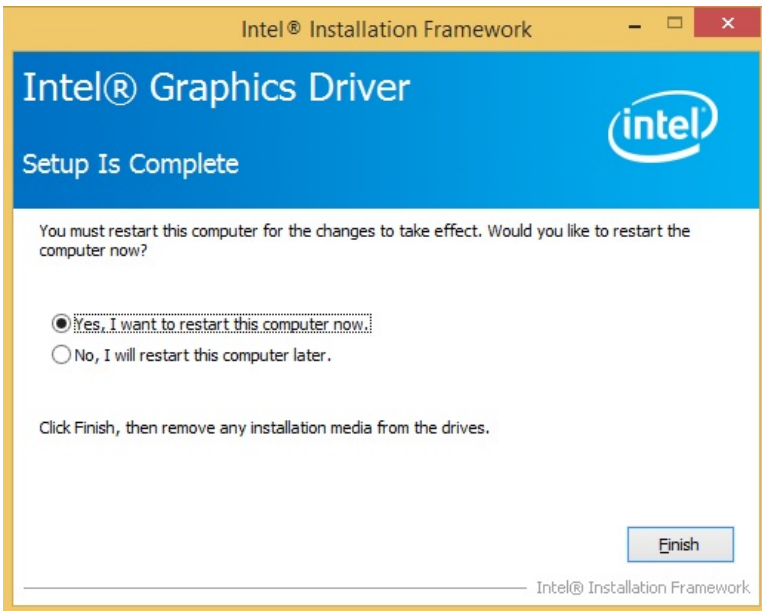 Intel® Installation Framework
Intel® Graphics Driver
intel
Setup Is Complete
You must restart this computer for the changes to take effect. Would you like to restart the
computer now?
Yes, I want to restart this computer now.
No, I will restart this computer later.
Click Finish, then remove any installation media from the drives.
Finish
Intel® Installation Framework